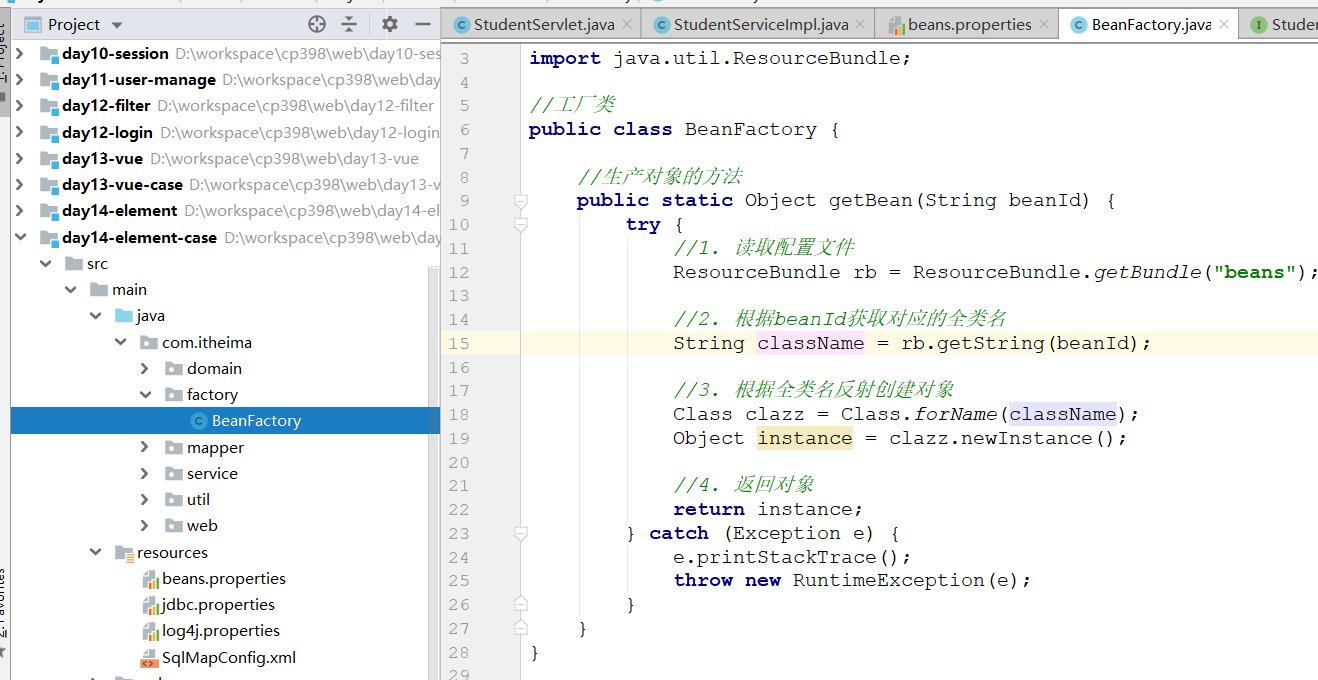 Project
StudentServlet.java
StudentServiceImpl.java
beans.properties
BeanFactory.java
day10-session D:\workspace\cp398\web\day10-ses
day11-user-manage D:\workspace\cp398\web\day
day12-filter D:\workspace\cp398\web\day12-filter
day12-login D:\workspace\cp398\web\day12-login
day13-vue D:\workspace\cp398\web\day13-vue
day13-vue-case D:\workspace\cp398\web\day13-v
day14-element D:\workspace\cp398\web\day14-el
day14-element-case D:\workspace\cp398\web\day
src
main
java
com.itheima
domain
factory
BeanFactory
mapper
service
util
web
resources
beans.properties
jdbc.properties
log4j.properties
SqlMapConfig.xml
3 import java.util.ResourceBundle;
4
5 //工厂类
6 public class BeanFactory {
7
8 //生产对象的方法
9 public static Object getBean(String beanId) {
10 try {
11 //1. 读取配置文件
12 ResourceBundle rb = ResourceBundle.getBundle("beans");
13
14 //2. 根据beanId获取对应的全类名
15 String className = rb.getString(beanId);
16
17 //3. 根据全类名反射创建对象
18 Class clazz = Class.forName(className);
19 Object instance = clazz.newInstance();
20
21 //4. 返回对象
22 return instance;
23 } catch (Exception e) {
24 e.printStackTrace();
25 throw new RuntimeException(e);
26 }
27 }
28 }
29